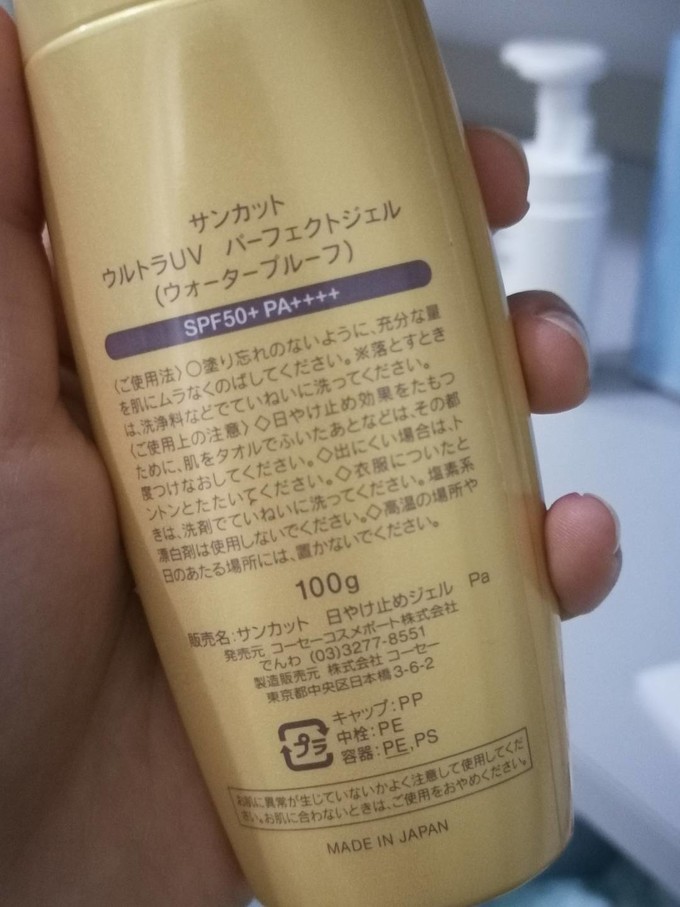 サンカット
ウルトラUV パーフェクトジェル
(ウォータープルーフ)
SPF50+ PA++++
〈ご使用法〉○塗り忘れのないように、充分な量
を肌にムラなくのばしてください。※落とすとき
は、洗浄料などでていねいに洗ってください。
〈ご使用上の注意〉◇日やけ止め効果をたもつ
ために、肌をタオルでふいたあとなどは、その都
度つけなおしてください。◇出にくい場合は、ト
ントンとたたいてください。◇衣服についたと
きは、洗剤でていねいに洗ってください。塩素系
漂白剤は使用しないでください。◇高温の場所や
日のあたる場所には、置かないでください。
100g
販売名:サンカット 日やけ止めジェル Pa
発売元 コーセーコスメポート株式会社
でんわ (03)3277-8551
製造販売元 株式会社 コーセー
東京都中央区日本橋3-6-2
プラ
キャップ:PP
中栓:PE
容器:PE,PS
お肌に異常が生じていないかよく注意して使用してくだ
さい。お肌に合わないときは、ご使用をおやめください。
MADE IN JAPAN